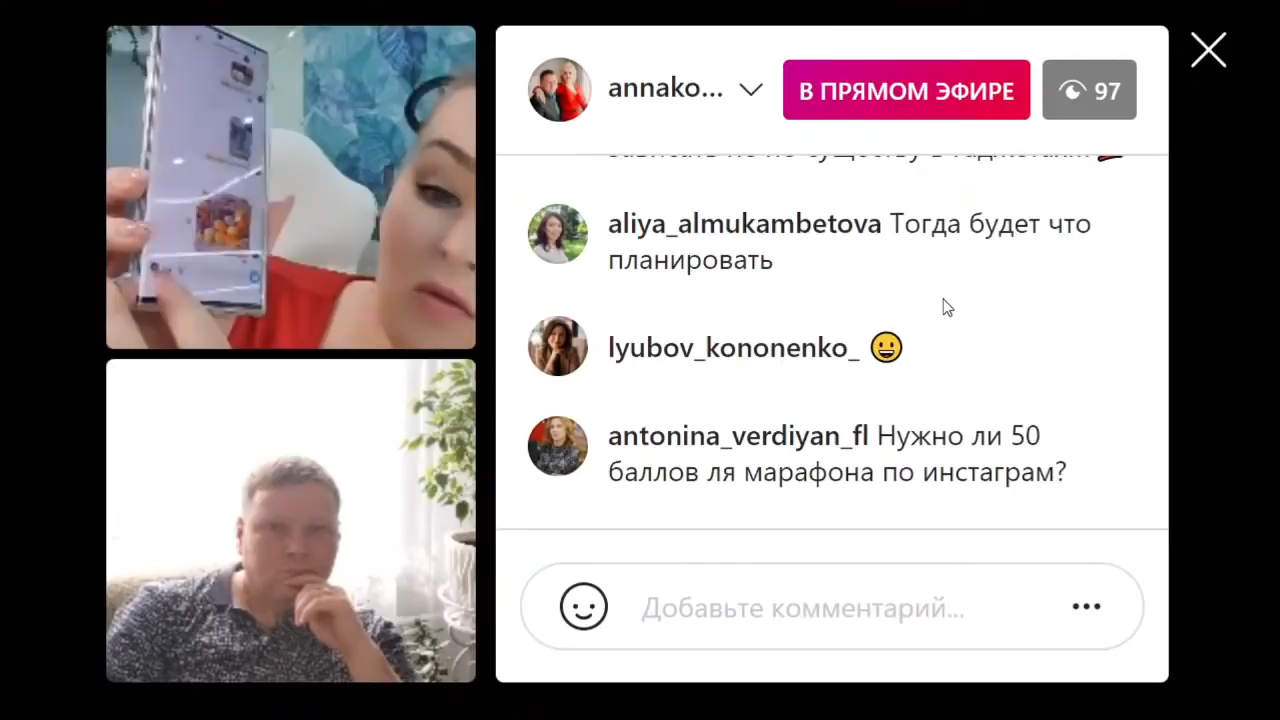 annako...
В ПРЯМОМ ЭФИРЕ
97
aliya_almukambetova Тогда будет что
планировать
lyubov_kononenko_ 😀
antonina_verdiyan_fl Нужно ли 50
баллов ля марафона по инстаграм?
Добавьте комментарий...